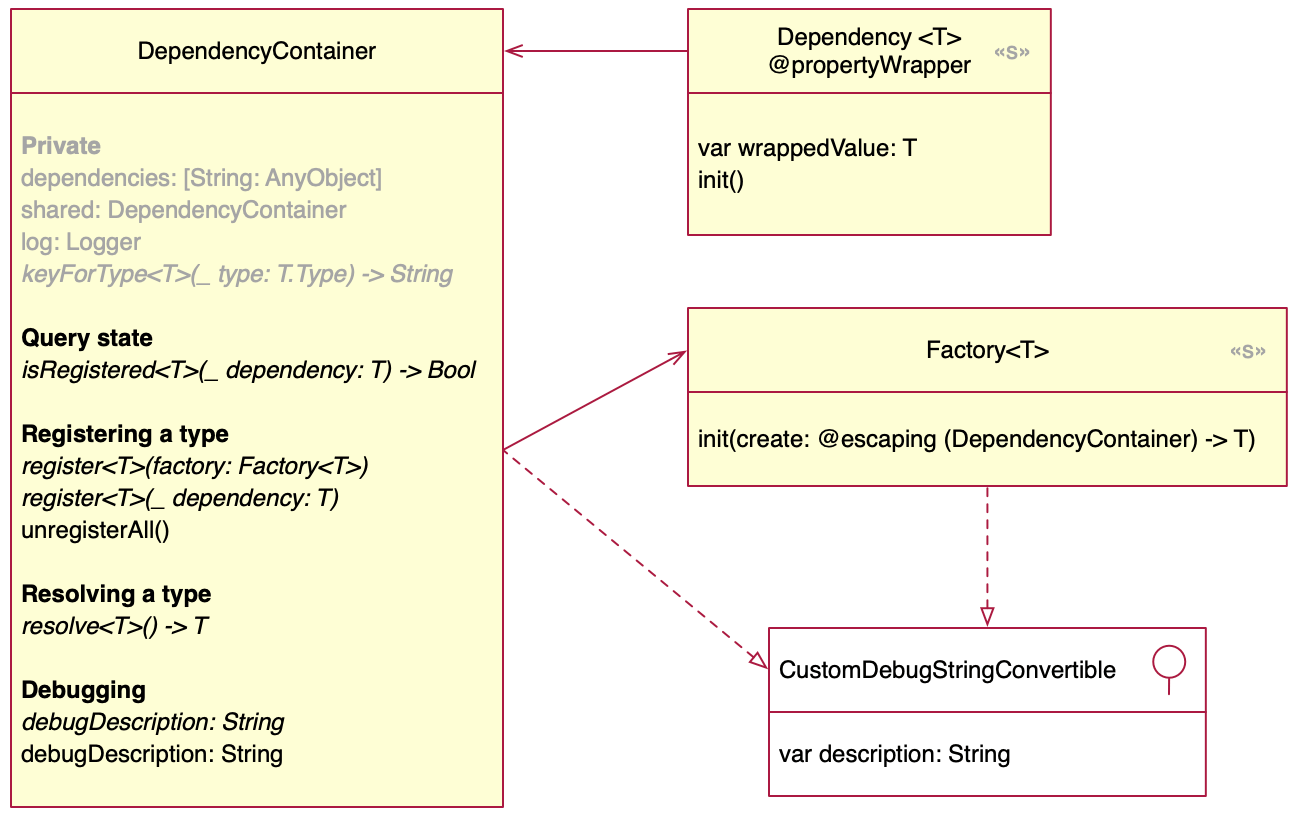 DependencyContainer
Private
dependencies: [String: AnyObject]
shared: DependencyContainer
log: Logger
keyForType<T>(_ type: T.Type) -> String
Query state
isRegistered<T>(_ dependency: T) -> Bool
Registering a type
register<T>(factory: Factory<T>)
register<T>(_ dependency: T)
unregisterAll()
Resolving a type
resolve<T>() -> T
Debugging
debugDescription: String
debugDescription: String
Dependency <T>
@propertyWrapper
«S»
var wrappedValue: T
init()
Factory<T>
«S»
init(create: @escaping (DependencyContainer) -> T)
CustomDebugStringConvertible
var description: String